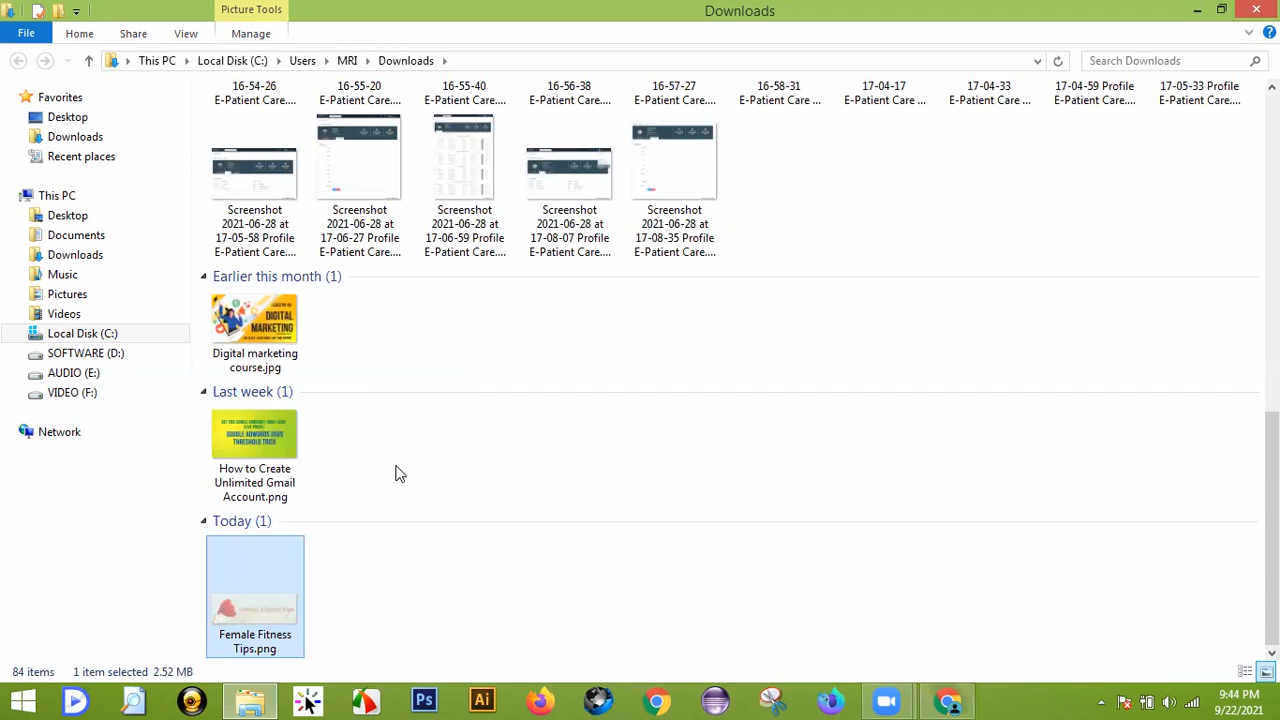 Picture Tools
Downloads
File
Home
Share
View
Manage
This PC
Local Disk (C:)
Users
MRI
Downloads
Search Downloads
Favorites
Desktop
Downloads
Recent places
This PC
Desktop
Documents
Downloads
Music
Pictures
Videos
Local Disk (C:)
SOFTWARE (D:)
AUDIO (E:)
VIDEO (F:)
Network
16-54-26
E-Patient Care....
16-55-20
E-Patient Care....
16-55-40
E-Patient Care....
16-56-38
E-Patient Care....
16-57-27
E-Patient Care....
16-58-31
E-Patient Care ...
17-04-17
E-Patient Care ...
17-04-33
E-Patient Care ...
17-04-59 Profile
E-Patient Care....
17-05-33 Profile
E-Patient Care....
Screenshot
2021-06-28 at
17-05-58 Profile
E-Patient Care....
Screenshot
2021-06-28 at
17-06-27 Profile
E-Patient Care....
Screenshot
2021-06-28 at
17-06-59 Profile
E-Patient Care....
Screenshot
2021-06-28 at
17-08-07 Profile
E-Patient Care....
Screenshot
2021-06-28 at
17-08-35 Profile
E-Patient Care....
Earlier this month (1)
DIGITAL
MARKETING
Digital marketing
course.jpg
Last week (1)
GOOGLE ADWORDS
THRESHOLD TRICK
How to Create
Unlimited Gmail
Account.png
Today (1)
Female Fitness Tips
Female Fitness
Tips.png
84 items
1 item selected 2.52 MB
Ps
Ai
9:44 PM
9/22/2021